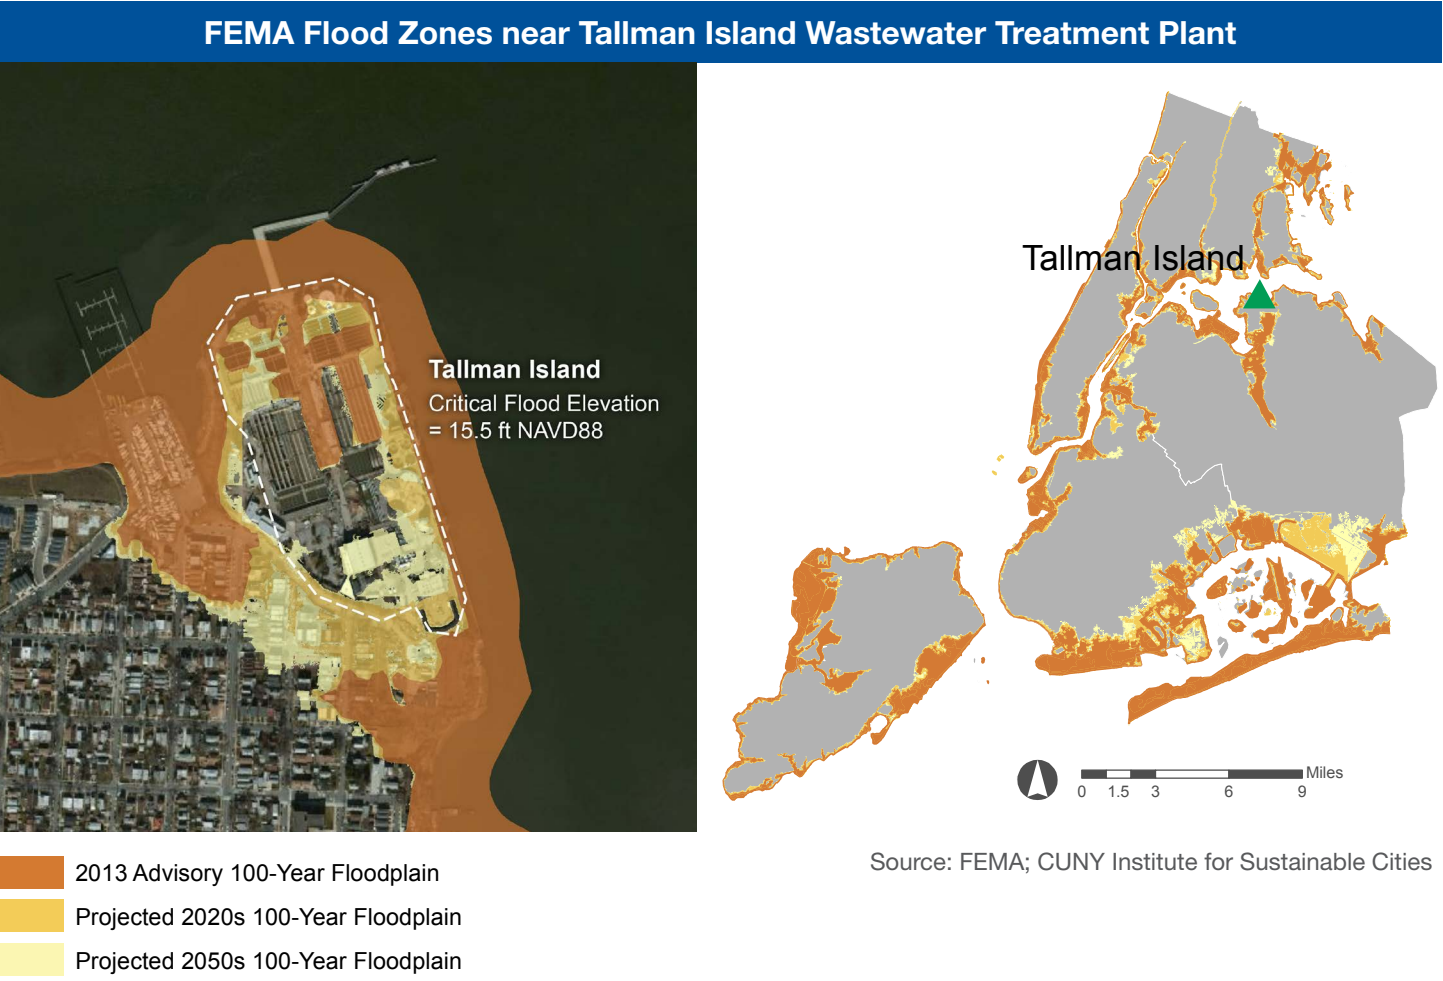 FEMA Flood Zones near Tallman Island Wastewater Treatment Plant
Tallman Island
Critical Flood Elevation
= 15.5 ft NAVD88
Tallman Island
Miles
0 1.5 3 6 9
Source: FEMA; CUNY Institute for Sustainable Cities
2013 Advisory 100-Year Floodplain
Projected 2020s 100-Year Floodplain
Projected 2050s 100-Year Floodplain